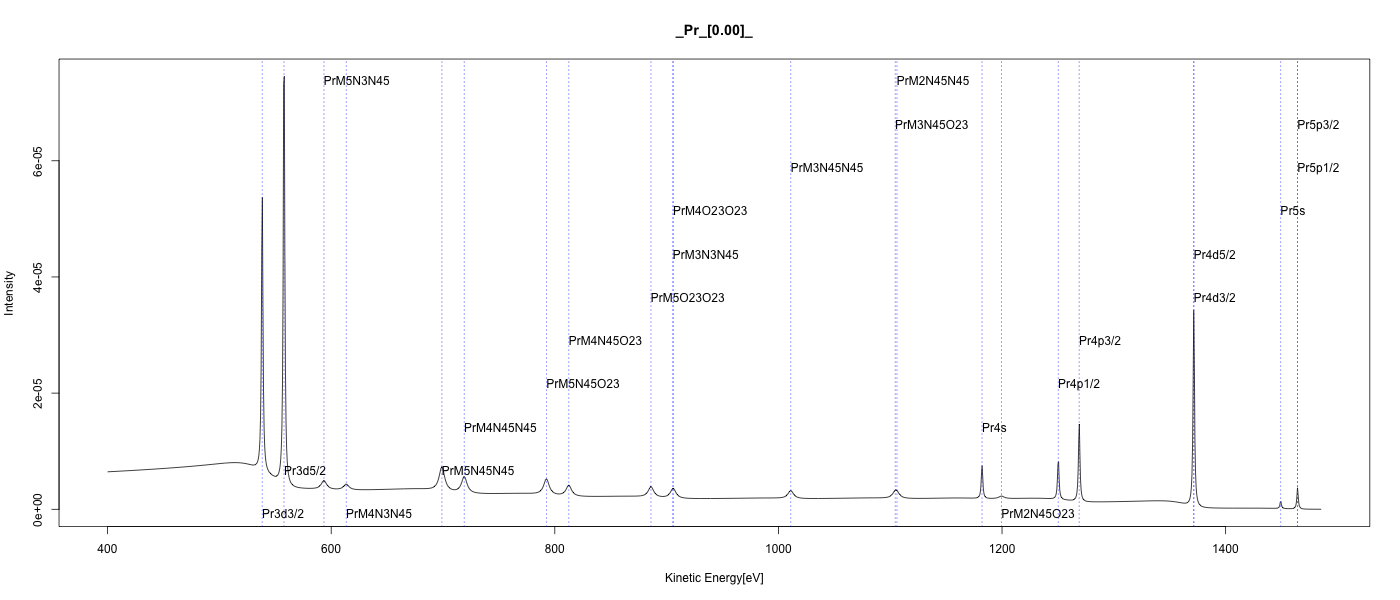 _Pr_[0.00]_
PrM5N3N45
PrM2N45N45
Pr5p3/2
PrM3N45O23
6e-05
PrM3N45N45
Pr5p1/2
PrM4O23O23
Pr5s
PrM3N3N45
Pr4d5/2
4e-05
Intensity
PrM5O23O23
Pr4d3/2
PrM4N45O23
Pr4p3/2
2e-05
PrM5N45O23
Pr4p1/2
PrM4N45N45
Pr4s
Pr3d5/2
PrM5N45N45
0e+00
Pr3d3/2
PrM4N3N45
PrM2N45O23
400 600 800 1000 1200 1400
Kinetic Energy[eV]